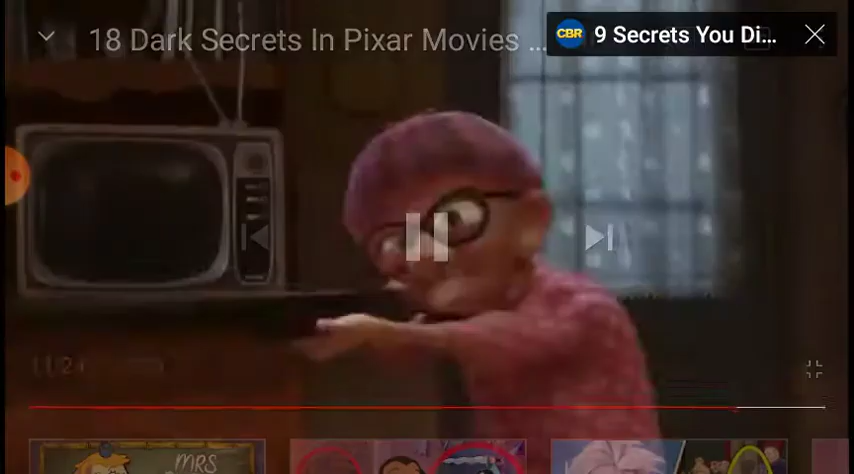 18 Dark Secrets In Pixar Movies ...
CBR 9 Secrets You Di...
MRS